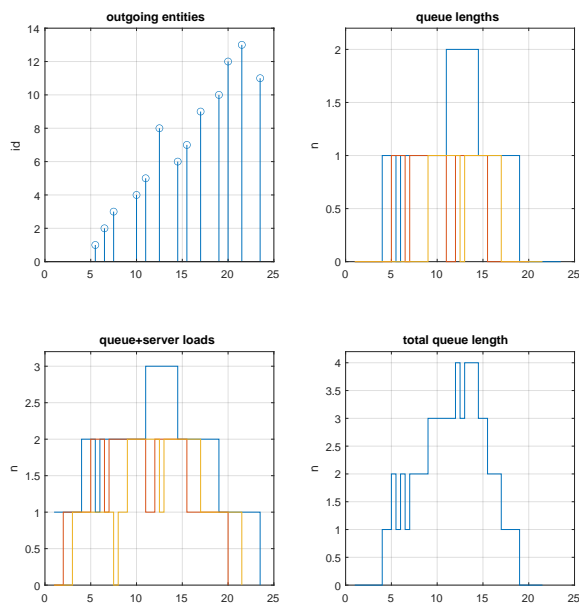 outgoing entities
14
12
10
8
6
4
2
0
id
0 5 10 15 20 25
queue lengths
2
1.5
1
0.5
0
n
0 5 10 15 20 25
queue+server loads
3
2.5
2
1.5
1
0.5
0
n
0 5 10 15 20 25
total queue length
4
3.5
3
2.5
2
1.5
1
0.5
0
n
0 5 10 15 20 25